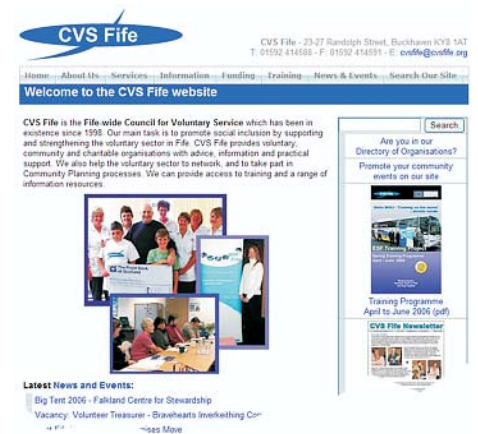 CVS Fife
CVS Fife - 23-27 Randolph Street, Buckhaven KY8 1AT
T: 01592 414588 - F: 01592 414591 - E: cvsfife@cvsfife.org
Home About Us Services Information Funding Training News & Events Search Our Site
Welcome to the CVS Fife website
CVS Fife is the Fife-wide Council for Voluntary Service which has been in
existence since 1998. Our main task is to promote social inclusion by supporting
and strengthening the voluntary sector in Fife. CVS Fife provides voluntary,
community and charitable organisations with advice, information and practical
support. We also help the voluntary sector to network, and to take part in
Community Planning processes. We can provide access to training and a range of
information resources.
Search
Are you in our
Directory of Organisations?
Promote your community
events on our site
ESF Training Project
Training Programme
April to June 2006 (pdf)
CVS Fife Newsletter
Latest News and Events:
Big Tent 2006 - Falkland Centre for Stewardship
Vacancy: Volunteer Treasurer - Bravehearts Inverkeithing
Move